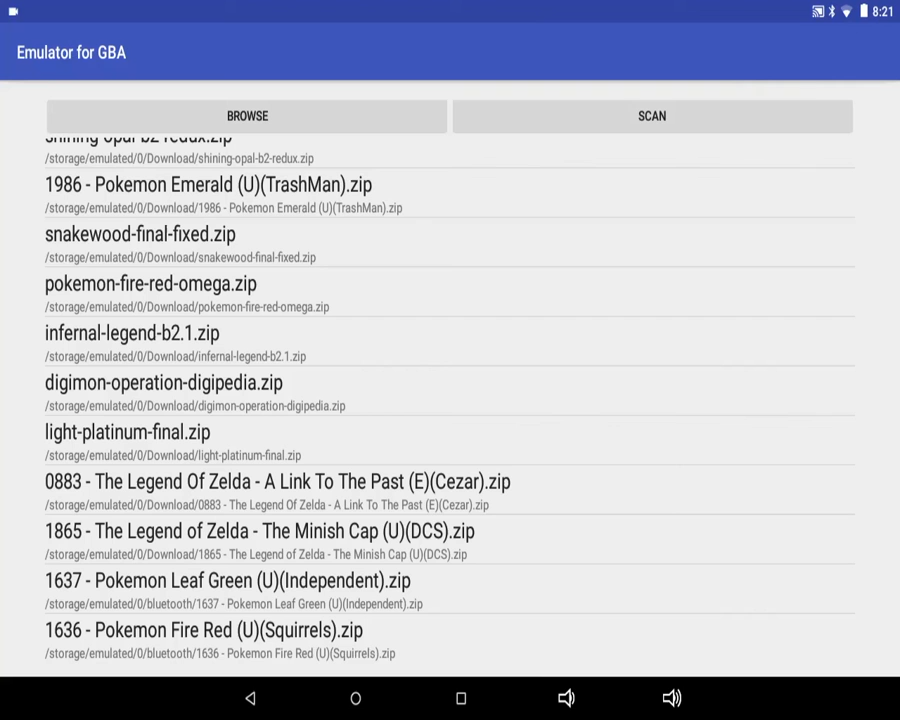 8:21
Emulator for GBA
BROWSE
SCAN
shining-opal-b2-redux.zip
/storage/emulated/0/Download/shining-opal-b2-redux.zip
1986 - Pokemon Emerald (U)(TrashMan).zip
/storage/emulated/0/Download/1986 - Pokemon Emerald (U)(TrashMan).zip
snakewood-final-fixed.zip
/storage/emulated/0/Download/snakewood-final-fixed.zip
pokemon-fire-red-omega.zip
/storage/emulated/0/Download/pokemon-fire-red-omega.zip
infernal-legend-b2.1.zip
/storage/emulated/0/Download/infernal-legend-b2.1.zip
digimon-operation-digipedia.zip
/storage/emulated/0/Download/digimon-operation-digipedia.zip
light-platinum-final.zip
/storage/emulated/0/Download/light-platinum-final.zip
0883 - The Legend Of Zelda - A Link To The Past (E)(Cezar).zip
/storage/emulated/0/Download/0883 - The Legend Of Zelda - A Link To The Past (E)(Cezar).zip
1865 - The Legend of Zelda - The Minish Cap (U)(DCS).zip
/storage/emulated/0/Download/1865 - The Legend of Zelda - The Minish Cap (U)(DCS).zip
1637 - Pokemon Leaf Green (U)(Independent).zip
/storage/emulated/0/bluetooth/1637 - Pokemon Leaf Green (U)(Independent).zip
1636 - Pokemon Fire Red (U)(Squirrels).zip
/storage/emulated/0/bluetooth/1636 - Pokemon Fire Red (U)(Squirrels).zip